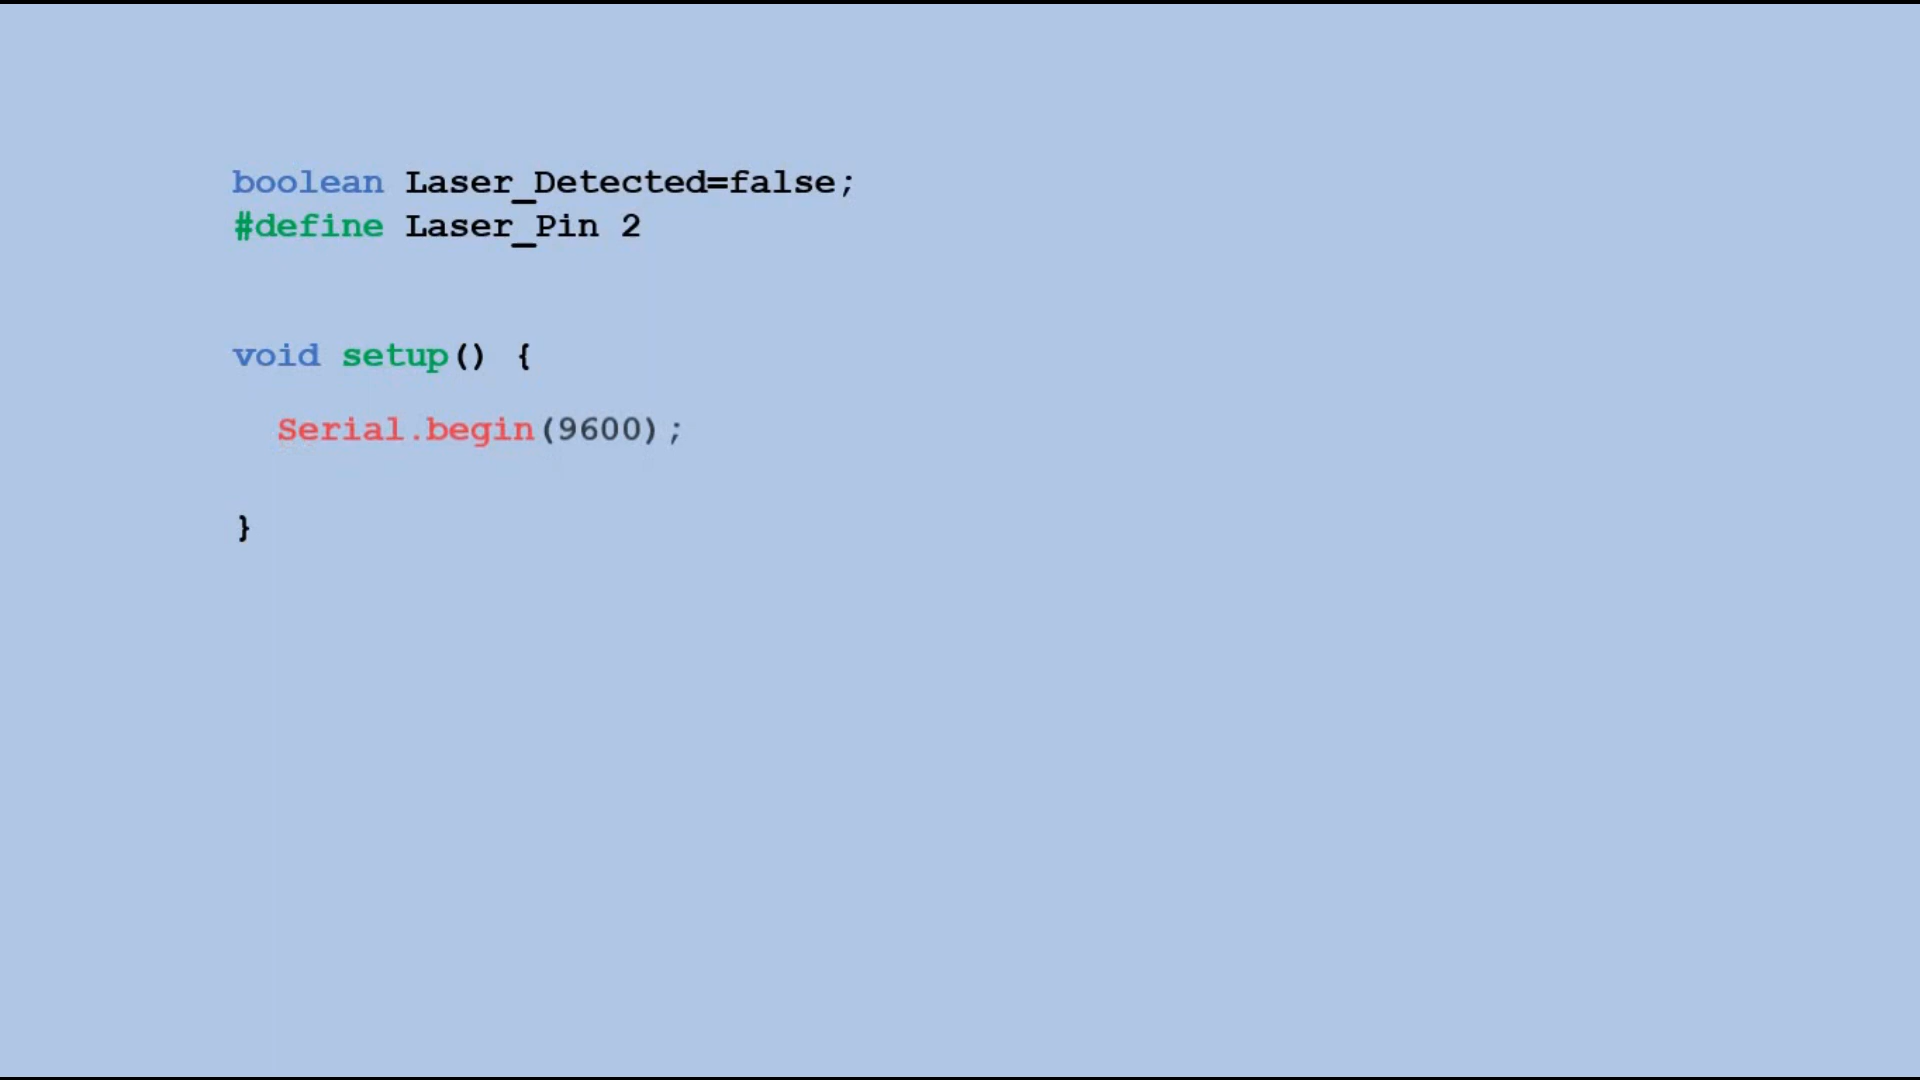 boolean Laser_Detected=false;
#define Laser_Pin 2
void setup() {
Serial.begin(9600);
}